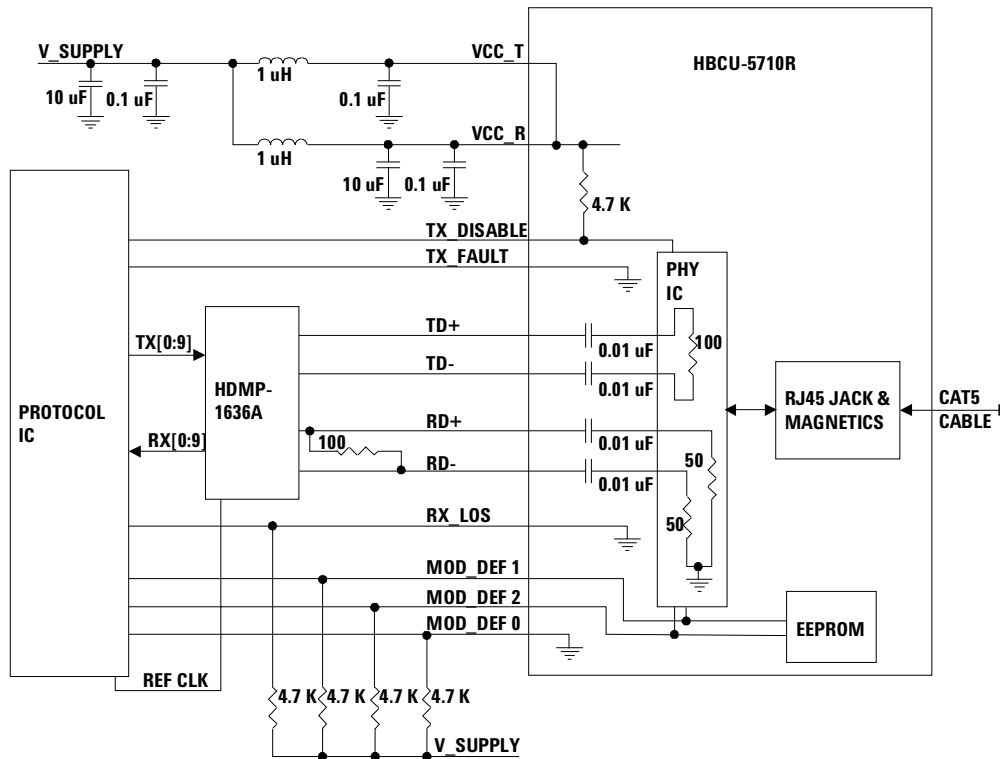 V_SUPPLY
10 uF
0.1 uF
1 uH
VCC_T
0.1 uF
1 uH
VCC_R
10 uF
0.1 uF
HBCU-5710R
4.7 K
TX_DISABLE
TX_FAULT
PROTOCOL
IC
TX[0:9]
RX[0:9]
HDMP-
1636A
TD+
0.01 uF
TD-
0.01 uF
RD+
0.01 uF
100
RD-
0.01 uF
PHY
IC
100
50
50
RJ45 JACK &
MAGNETICS
CAT5
CABLE
RX_LOS
MOD_DEF 1
MOD_DEF 2
MOD_DEF 0
EEPROM
REF CLK
4.7 K
4.7 K
4.7 K
4.7 K
V_SUPPLY